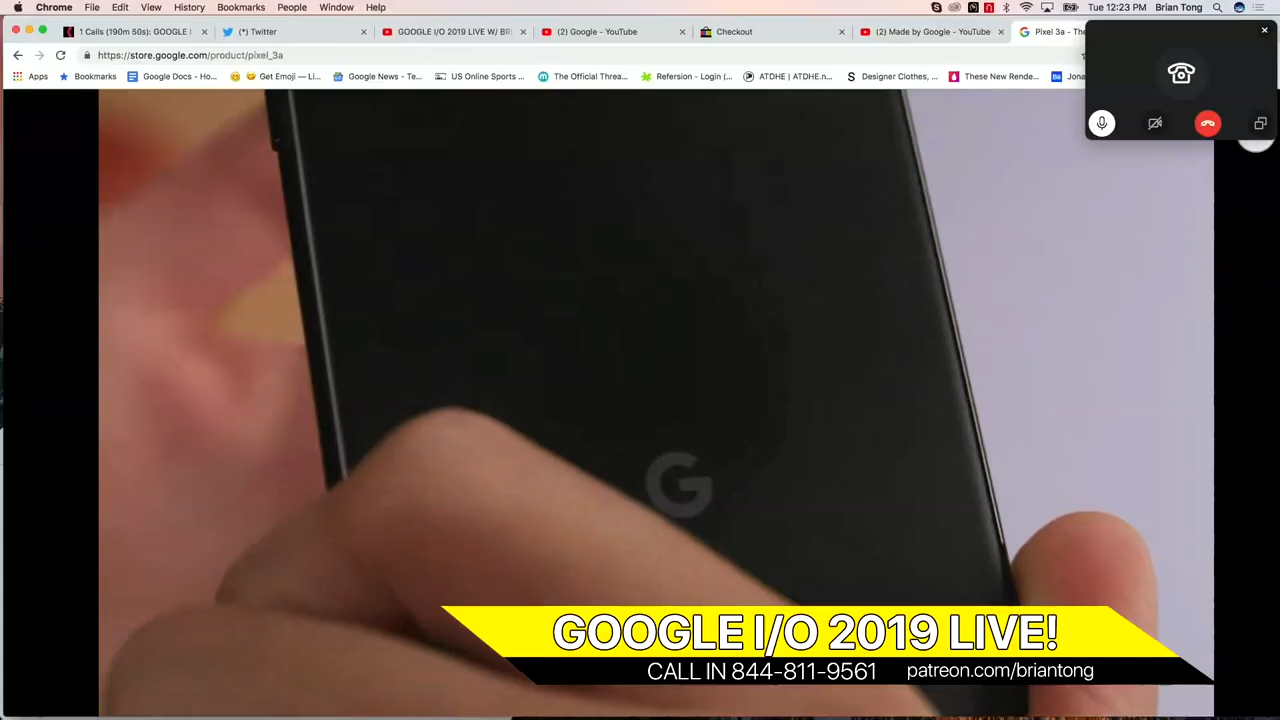 Chrome File Edit View History Bookmarks People Window Help Tue 12:23 PM Brian Tong
1 Calls (190m 50s): GOOGLE I (*) Twitter GOOGLE I/O 2019 LIVE W/ BRI (2) Google - YouTube Checkout (2) Made by Google - YouTube Pixel 3a - The
https://store.google.com/product/pixel_3a
Apps Bookmarks Google Docs - Ho... Get Emoji — Li... Google News - Te... US Online Sports ... The Official Threa... Refersion - Login (... ATDHE | ATDHE.n... Designer Clothes, ... These New Rende... Jona
G
GOOGLE I/O 2019 LIVE!
CALL IN 844-811-9561 patreon.com/briantong